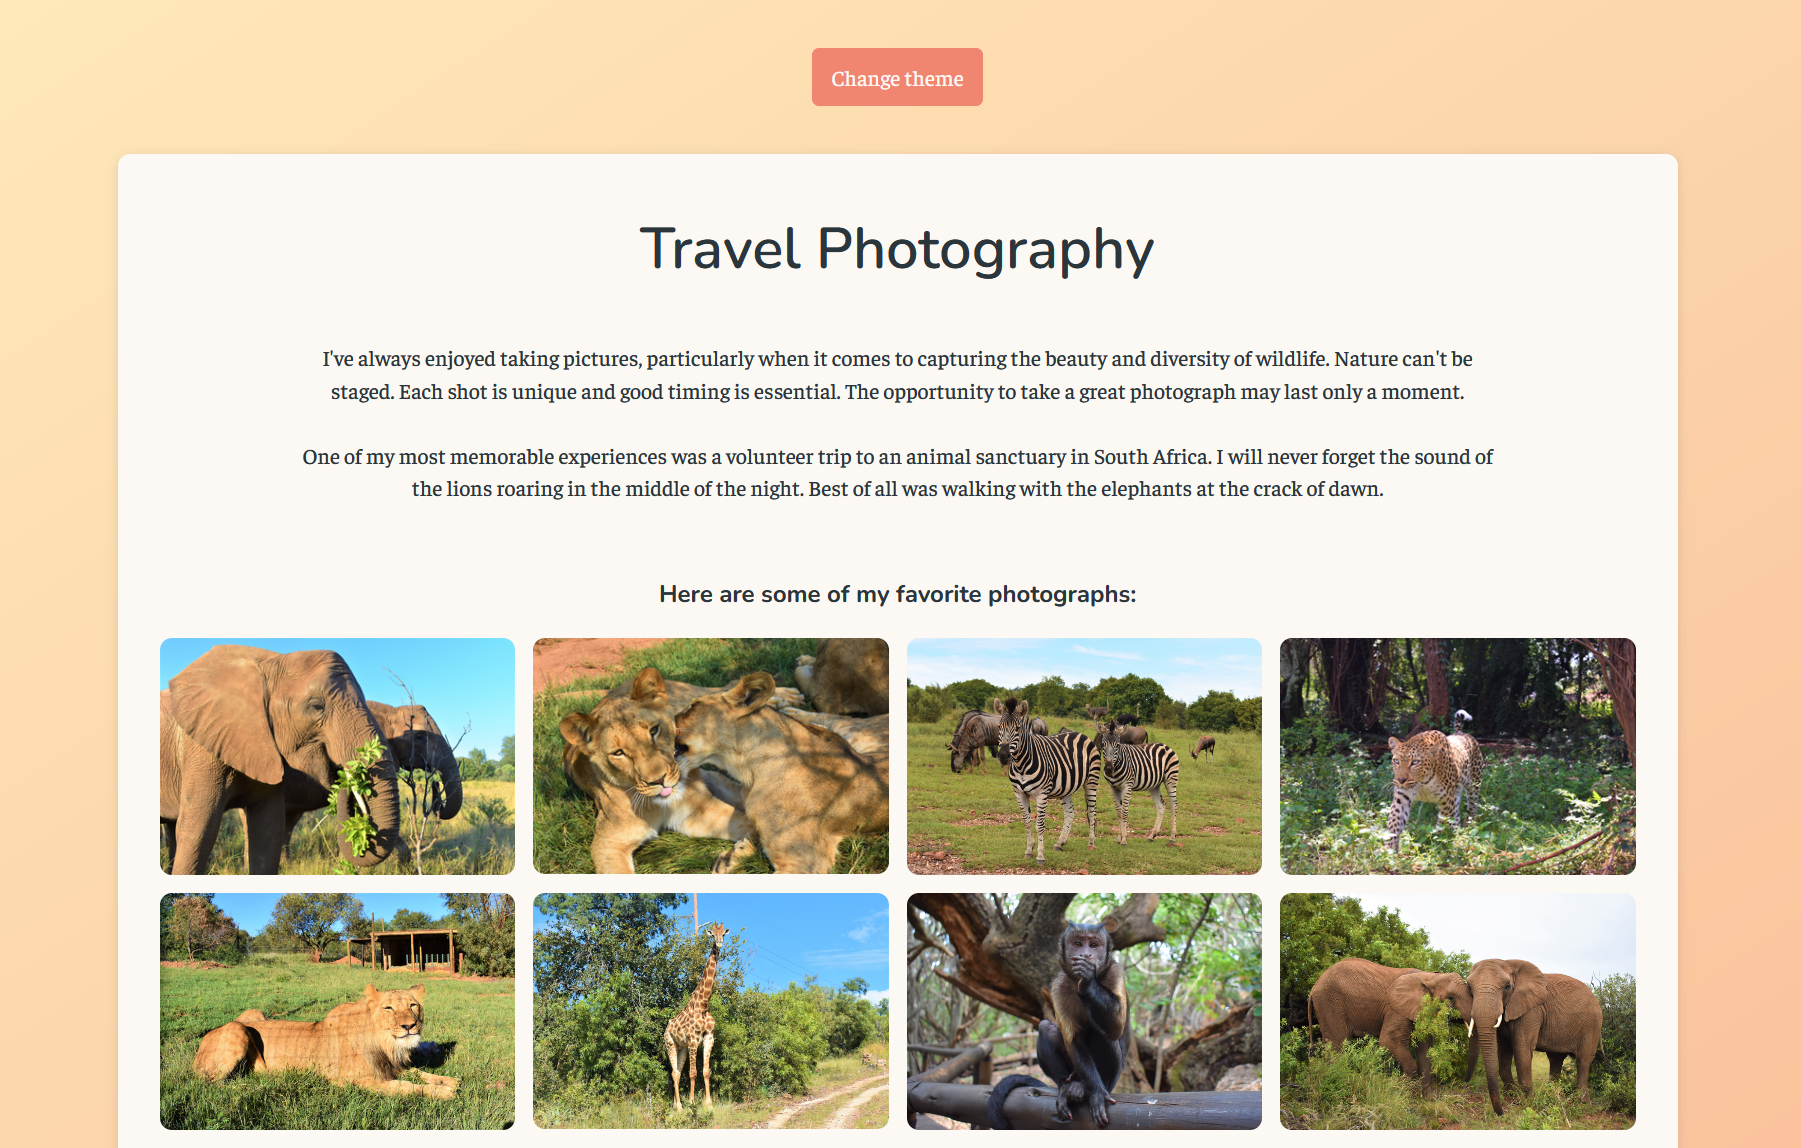 Change theme
Travel Photography
I've always enjoyed taking pictures, particularly when it comes to capturing the beauty and diversity of wildlife. Nature can't be
staged. Each shot is unique and good timing is essential. The opportunity to take a great photograph may last only a moment.
One of my most memorable experiences was a volunteer trip to an animal sanctuary in South Africa. I will never forget the sound of
the lions roaring in the middle of the night. Best of all was walking with the elephants at the crack of dawn.
Here are some of my favorite photographs: